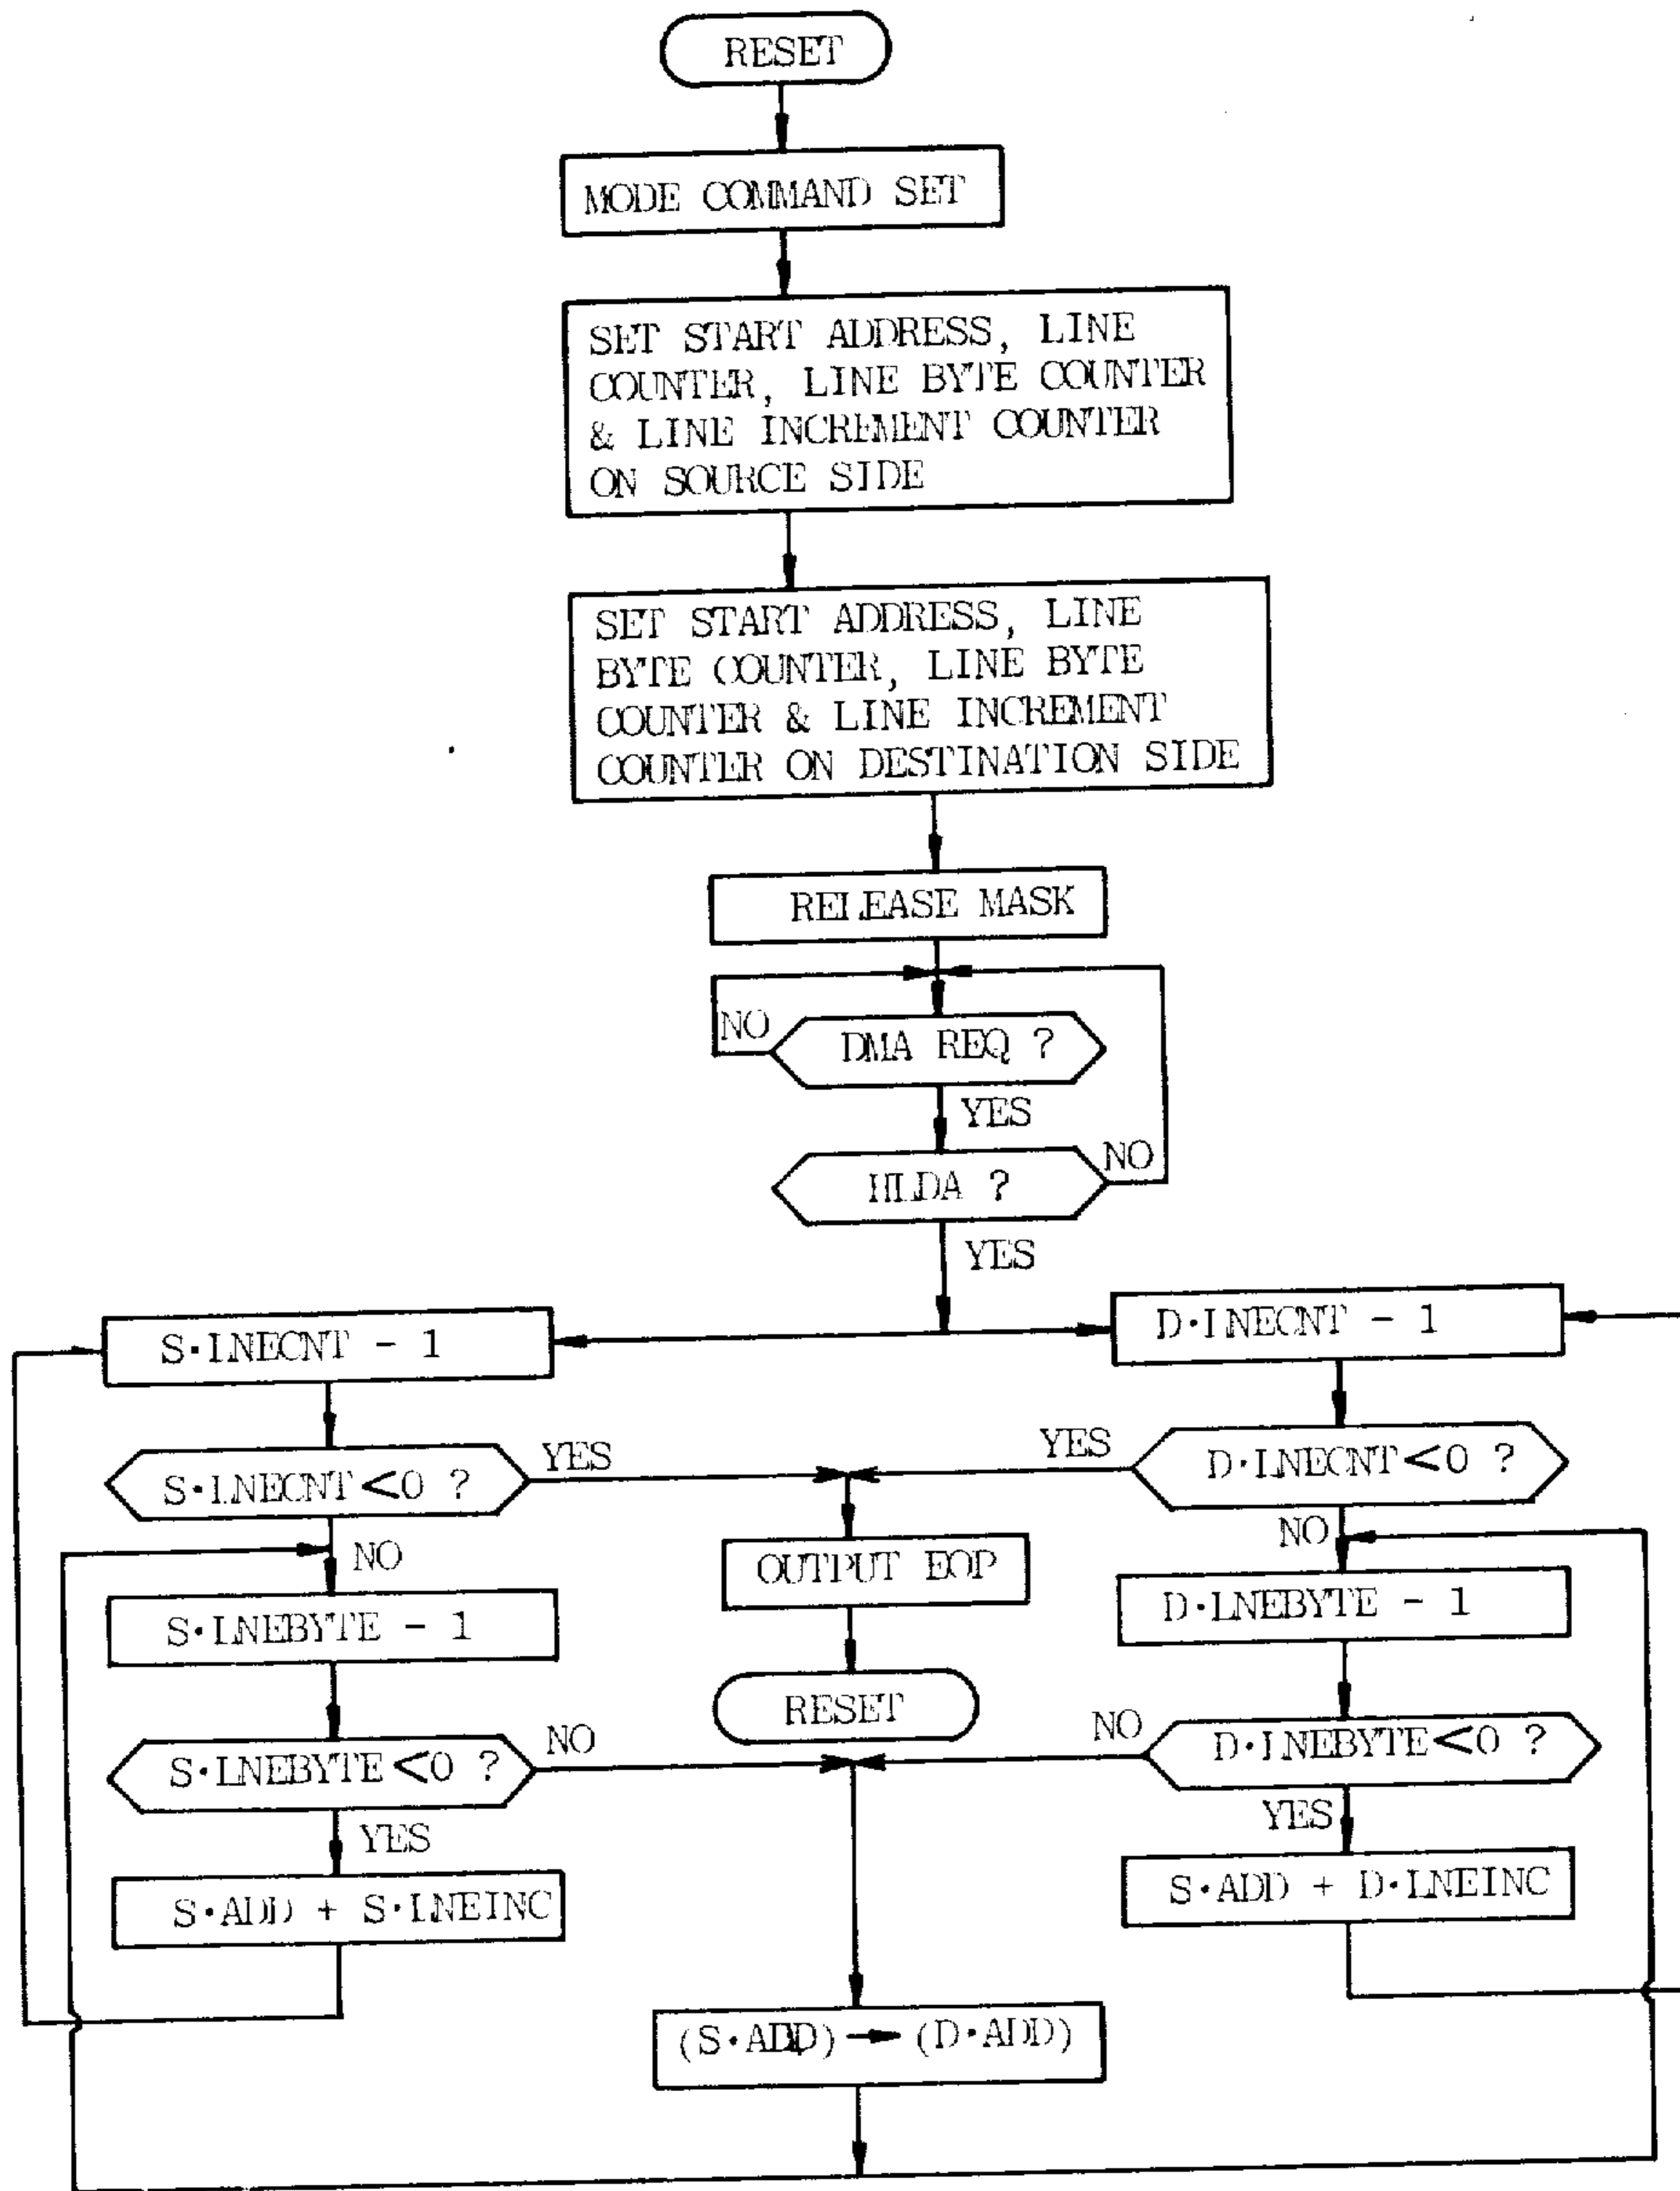 RESET
MODE COMMAND SET
SET START ADDRESS, LINE
COUNTER, LINE BYTE COUNTER
& LINE INCREMENT COUNTER
ON SOURCE SIDE
SET START ADDRESS, LINE
BYTE COUNTER, LINE BYTE
COUNTER & LINE INCREMENT
COUNTER ON DESTINATION SIDE
RELEASE MASK
NO
DMA REQ ?
YES
HLDA ?
NO
YES
S·LNECNT - 1
D·LNECNT - 1
S·LNECNT<0 ?
YES
YES
D·LNECNT<0 ?
NO
NO
OUTPUT EOP
S·LNEBYTE - 1
D·LNEBYTE - 1
RESET
S·LNEBYTE<0 ?
NO
NO
D·LNEBYTE<0 ?
YES
YES
S·ADD + S·LNEINC
S·ADD + D·LNEINC
(S·ADD) → (D·ADD)